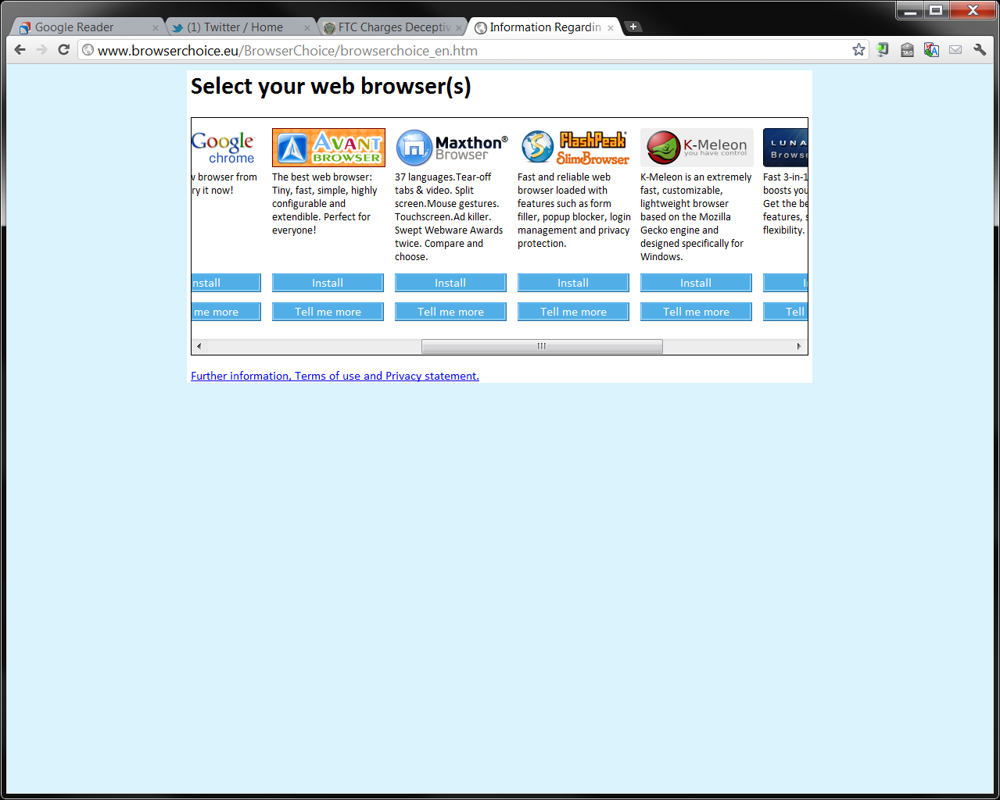 Google Reader
(1) Twitter / Home
FTC Charges Deceptiv
Information Regardin
www.browserchoice.eu/BrowserChoice/browserchoice_en.htm
TAG
Select your web browser(s)
Google
chrome
v browser from
ry it now!
nstall
me more
AVANT
BROWSER
The best web browser:
Tiny, fast, simple, highly
configurable and
extendible. Perfect for
everyone!
Install
Tell me more
Maxthon®
Browser
37 languages.Tear-off
tabs & video. Split
screen.Mouse gestures.
Touchscreen.Ad killer.
Swept Webware Awards
twice. Compare and
choose.
Install
Tell me more
FlashPeak
SlimBrowser
Fast and reliable web
browser loaded with
features such as form
filler, popup blocker, login
management and privacy
protection.
Install
Tell me more
K-Meleon
you have control
K-Meleon is an extremely
fast, customizable,
lightweight browser
based on the Mozilla
Gecko engine and
designed specifically for
Windows.
Install
Tell me more
LUNA
Brows
Fast 3-in-1
boosts you
Get the be
features, s
flexibility.
I
Tell
Further information, Terms of use and Privacy statement.